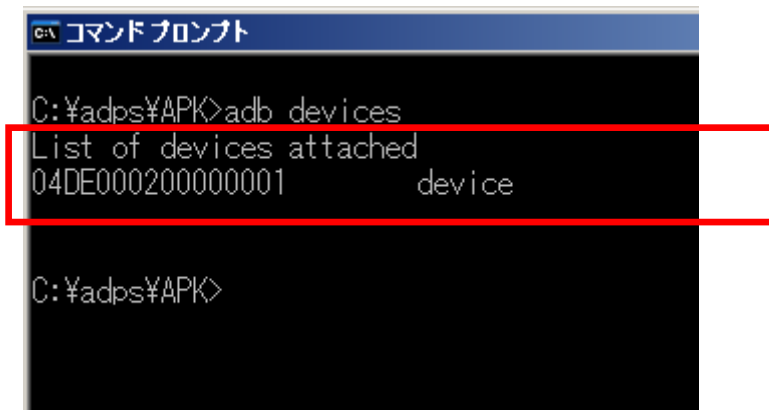 コマンド プロンプト
C:¥adps¥APK>adb devices
List of devices attached
04DE000200000001 device
C:¥adps¥APK>